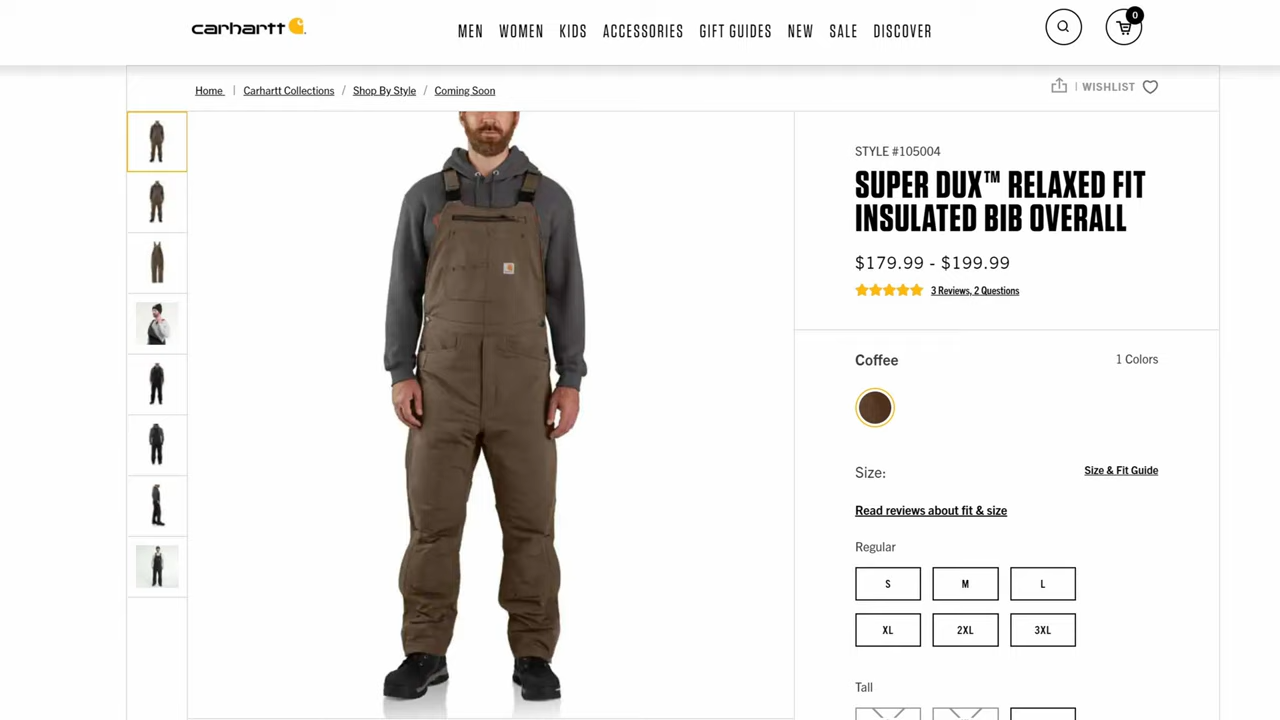 carhartt
MEN WOMEN KIDS ACCESSORIES GIFT GUIDES NEW SALE DISCOVER
0
Home | Carhartt Collections / Shop By Style / Coming Soon
| WISHLIST
STYLE #105004
SUPER DUX™ RELAXED FIT
INSULATED BIB OVERALL
$179.99 - $199.99
3 Reviews, 2 Questions
Coffee
1 Colors
Size:
Size & Fit Guide
Read reviews about fit & size
Regular
S M L
XL 2XL 3XL
Tall